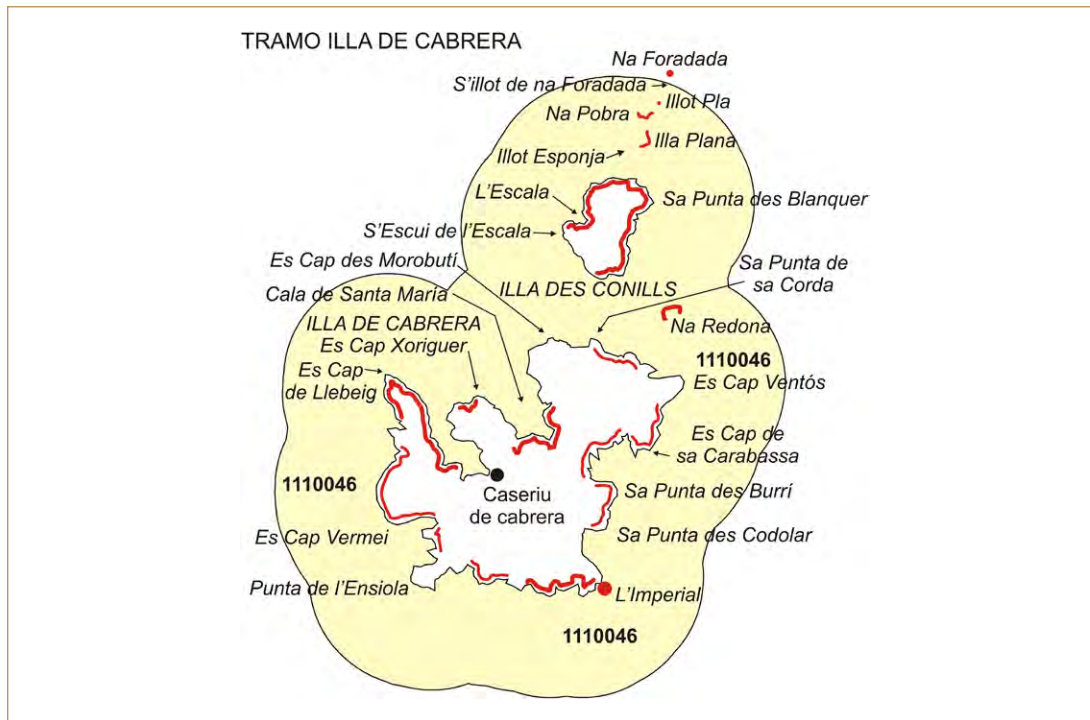 TRAMO ILLA DE CABRERA
Na Foradada
S'illot de na Foradada
Illot Pla
Na Pobra
Illa Plana
Illot Esponja
L'Escala
Sa Punta des Blanquer
S'Escui de l'Escala
Es Cap des Morobutí
Sa Punta de
sa Corda
Cala de Santa María
ILLA DES CONILLS
ILLA DE CABRERA
Na Redona
Es Cap Xoriguer
1110046
Es Cap
de Llebeig
Es Cap Ventós
Es Cap de
sa Carabassa
1110046
Caseriu
de cabrera
Sa Punta des Burrí
Es Cap Vermei
Sa Punta des Codolar
Punta de l'Ensiola
L'Imperial
1110046